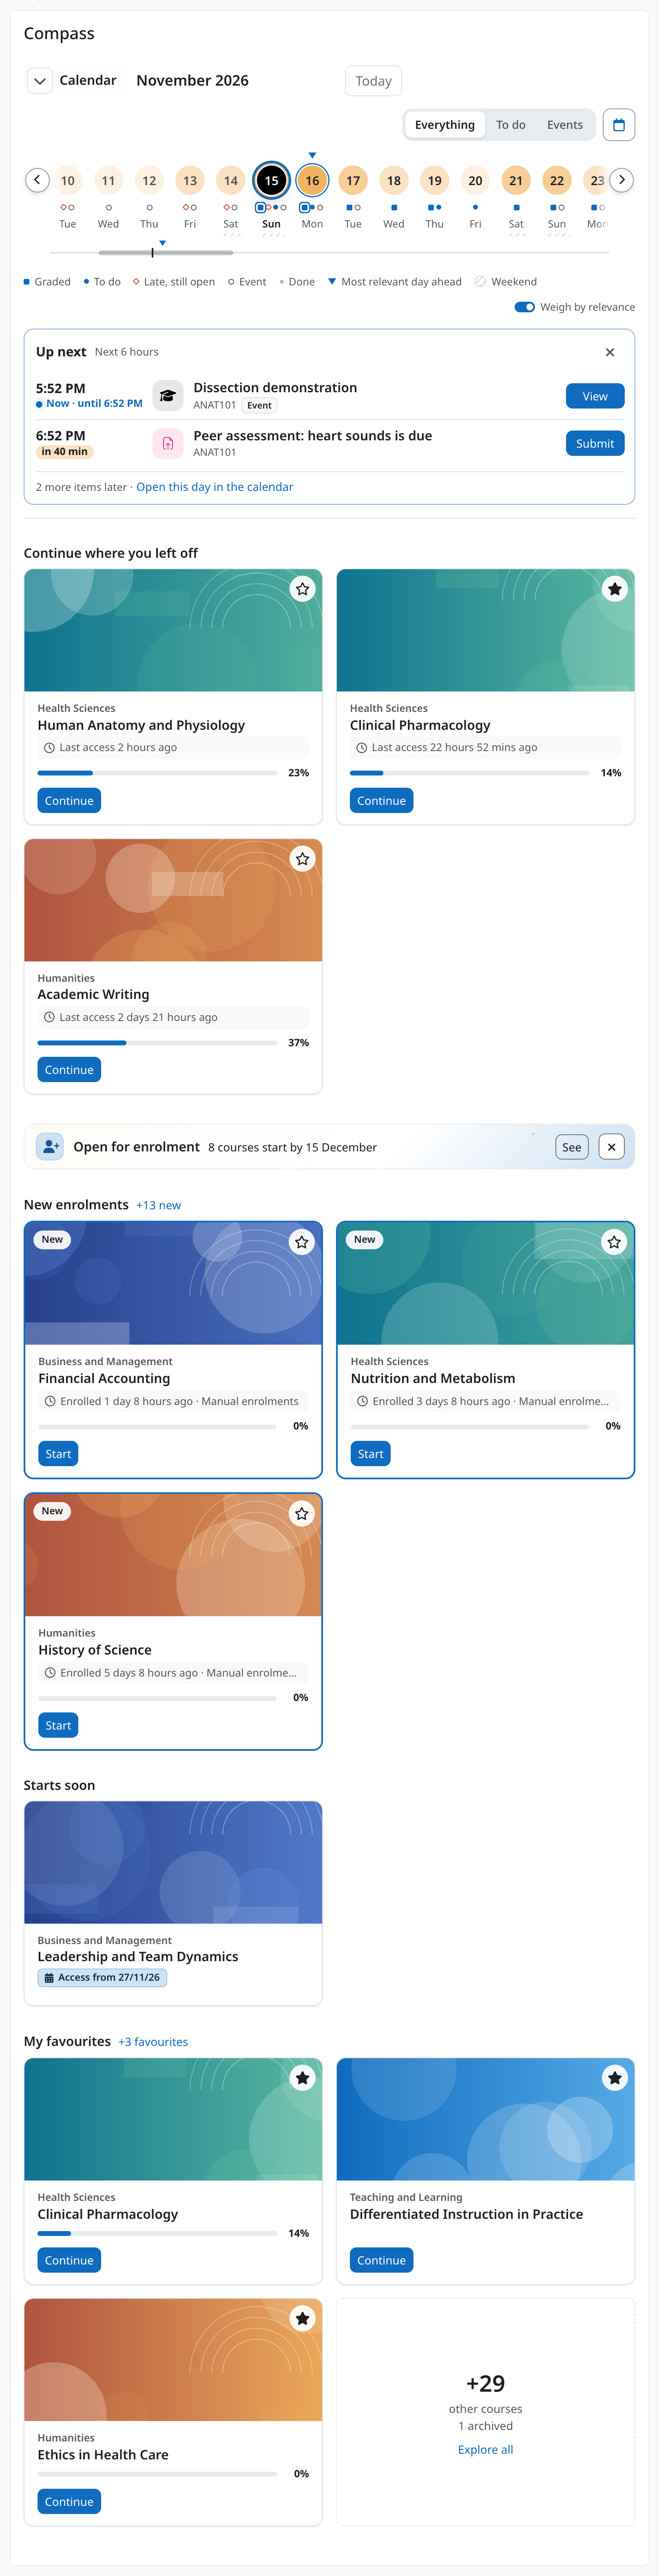 Compass
Calendar November 2026 Today
Everything To do Events
10 11 12 13 14 15 16 17 18 19 20 21 22 23
Tue Wed Thu Fri Sat Sun Mon Tue Wed Thu Fri Sat Sun Mon
Graded To do Late, still open Event Done Most relevant day ahead Weekend
Weigh by relevance
Up next Next 6 hours
5:52 PM
Now · until 6:52 PM
Dissection demonstration
ANAT101 Event
View
6:52 PM
in 40 min
Peer assessment: heart sounds is due
ANAT101
Submit
2 more items later · Open this day in the calendar
Continue where you left off
Health Sciences
Human Anatomy and Physiology
Last access 2 hours ago
23%
Continue
Health Sciences
Clinical Pharmacology
Last access 22 hours 52 mins ago
14%
Continue
Humanities
Academic Writing
Last access 2 days 21 hours ago
37%
Continue
Open for enrolment 8 courses start by 15 December See
New enrolments +13 new
New
Business and Management
Financial Accounting
Enrolled 1 day 8 hours ago · Manual enrolments
0%
Start
New
Health Sciences
Nutrition and Metabolism
Enrolled 3 days 8 hours ago · Manual enrolme...
0%
Start
New
Humanities
History of Science
Enrolled 5 days 8 hours ago · Manual enrolme...
0%
Start
Starts soon
Business and Management
Leadership and Team Dynamics
Access from 27/11/26
My favourites +3 favourites
Health Sciences
Clinical Pharmacology
14%
Continue
Teaching and Learning
Differentiated Instruction in Practice
Continue
Humanities
Ethics in Health Care
0%
Continue
+29
other courses
1 archived
Explore all